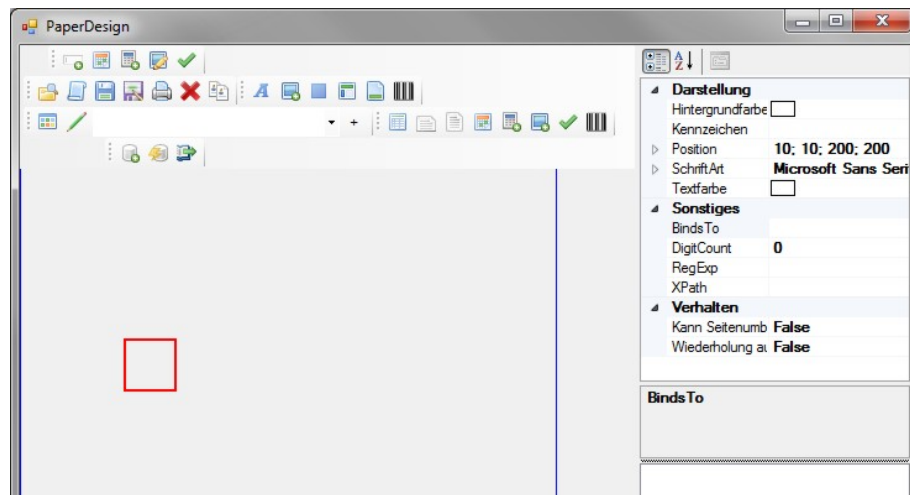 PaperDesign
Darstellung
Hintergrundfarbe
Kennzeichen
Position 10; 10; 200; 200
SchriftArt Microsoft Sans Seri
Textfarbe
Sonstiges
BindsTo
DigitCount 0
RegExp
XPath
Verhalten
Kann Seitenumb False
Wiederholung au False
BindsTo